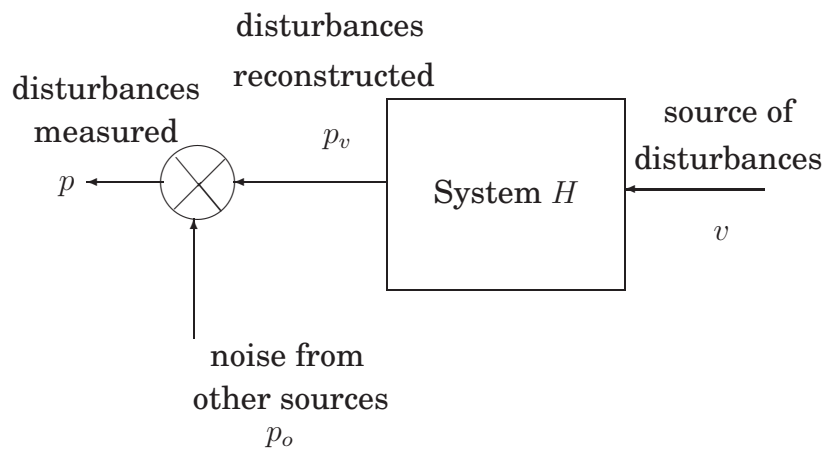 disturbances
reconstructed
disturbances
measured
source of
disturbances
p_v
p
System H
v
noise from
other sources
p_o